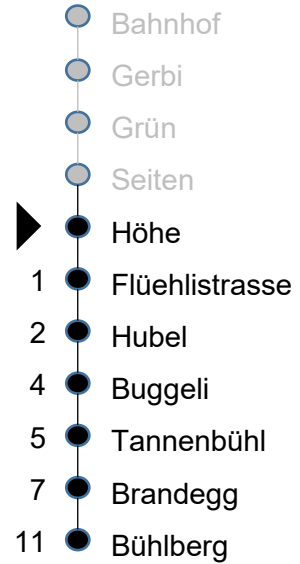 Bahnhof
Gerbi
Grün
Seiten
Höhe
1 Flüehlistrasse
2 Hubel
4 Buggeli
5 Tannenbühl
7 Brandegg
11 Bühlberg